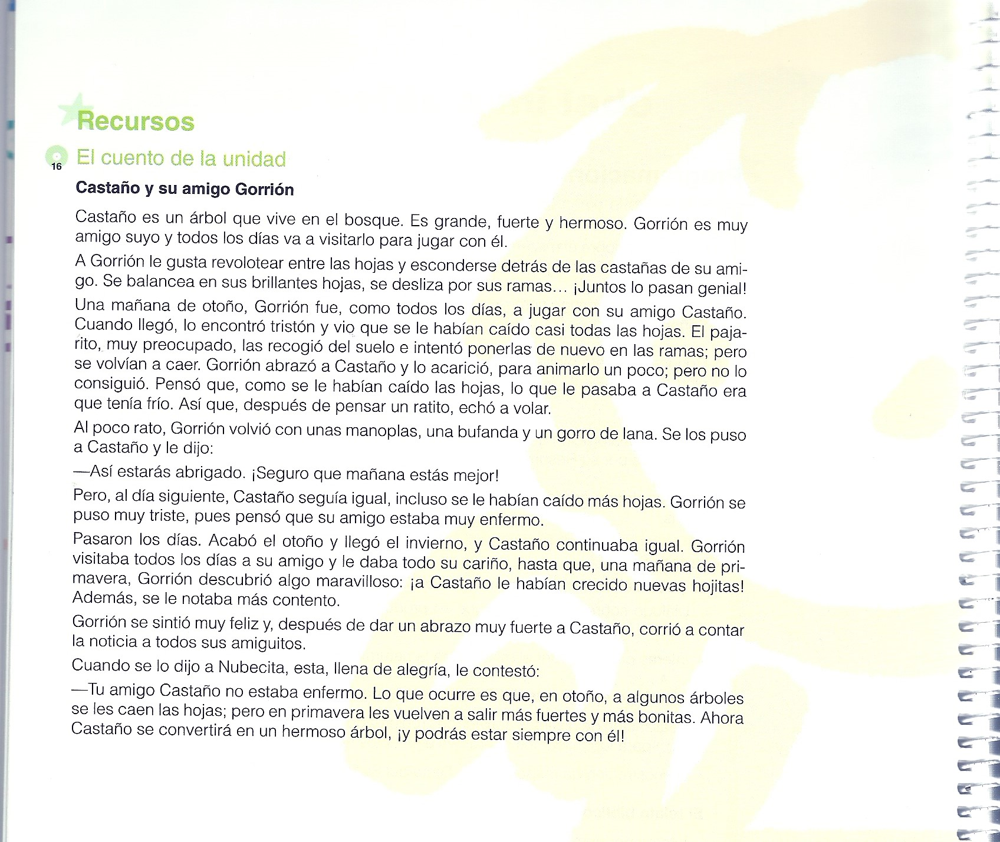 Recursos
16 El cuento de la unidad
Castaño y su amigo Gorrión
Castaño es un árbol que vive en el bosque. Es grande, fuerte y hermoso. Gorrión es muy
amigo suyo y todos los días va a visitarlo para jugar con él.
A Gorrión le gusta revolotear entre las hojas y esconderse detrás de las castañas de su ami-
go. Se balancea en sus brillantes hojas, se desliza por sus ramas... ¡Juntos lo pasan genial!
Una mañana de otoño, Gorrión fue, como todos los días, a jugar con su amigo Castaño.
Cuando llegó, lo encontró tristón y vio que se le habían caído casi todas las hojas. El paja-
rito, muy preocupado, las recogió del suelo e intentó ponerlas de nuevo en las ramas; pero
se volvían a caer. Gorrión abrazó a Castaño y lo acarició, para animarlo un poco; pero no lo
consiguió. Pensó que, como se le habían caído las hojas, lo que le pasaba a Castaño era
que tenía frío. Así que, después de pensar un ratito, echó a volar.
Al poco rato, Gorrión volvió con unas manoplas, una bufanda y un gorro de lana. Se los puso
a Castaño y le dijo:
—Así estarás abrigado. ¡Seguro que mañana estás mejor!
Pero, al día siguiente, Castaño seguía igual, incluso se le habían caído más hojas. Gorrión se
puso muy triste, pues pensó que su amigo estaba muy enfermo.
Pasaron los días. Acabó el otoño y llegó el invierno, y Castaño continuaba igual. Gorrión
visitaba todos los días a su amigo y le daba todo su cariño, hasta que, una mañana de pri-
mavera, Gorrión descubrió algo maravilloso: ¡a Castaño le habían crecido nuevas hojitas!
Además, se le notaba más contento.
Gorrión se sintió muy feliz y, después de dar un abrazo muy fuerte a Castaño, corrió a contar
la noticia a todos sus amiguitos.
Cuando se lo dijo a Nubecita, esta, llena de alegría, le contestó:
—Tu amigo Castaño no estaba enfermo. Lo que ocurre es que, en otoño, a algunos árboles
se les caen las hojas; pero en primavera les vuelven a salir más fuertes y más bonitas. Ahora
Castaño se convertirá en un hermoso árbol, ¡y podrás estar siempre con él!